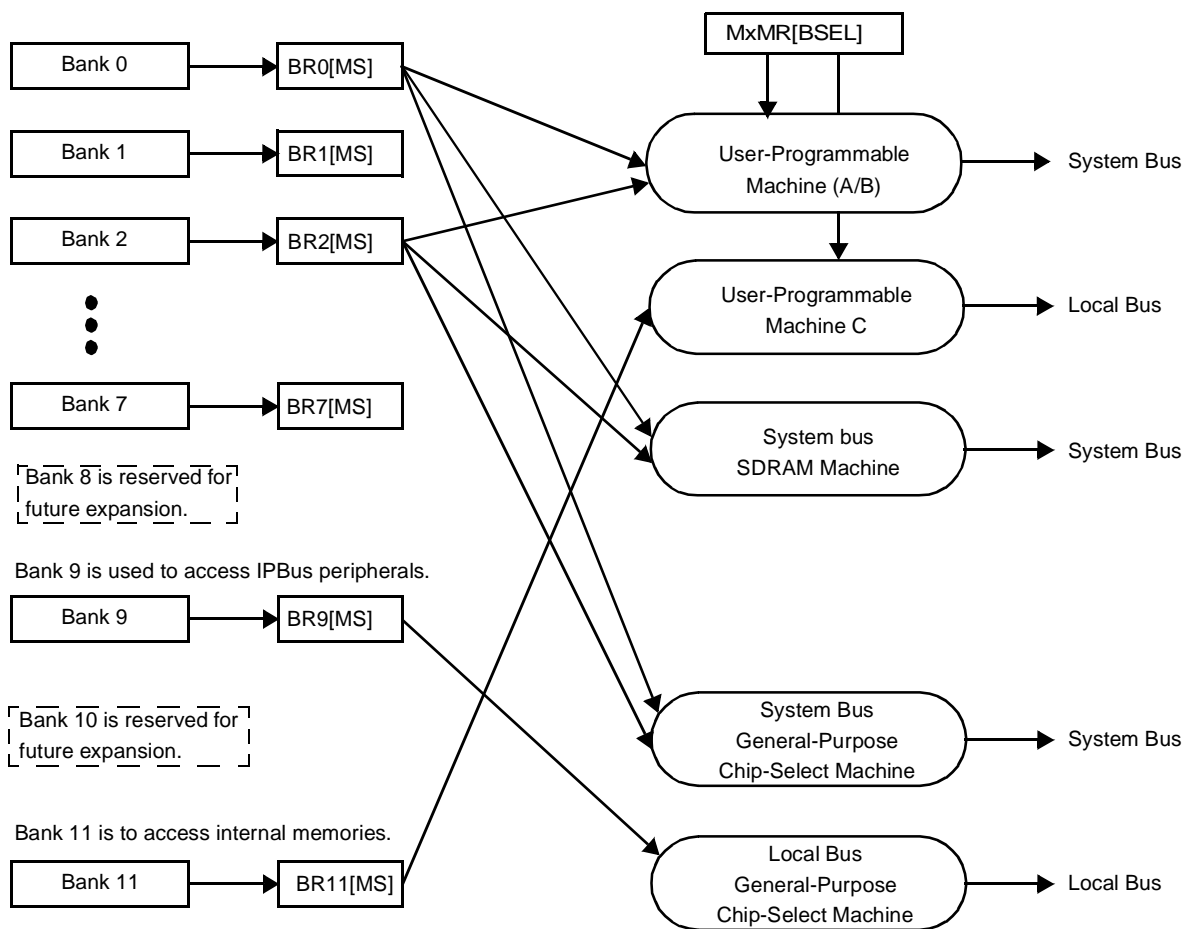 MxMR[BSEL]
Bank 0
BR0[MS]
Bank 1
BR1[MS]
User-Programmable
Machine (A/B)
System Bus
Bank 2
BR2[MS]
User-Programmable
Machine C
Local Bus
Bank 7
BR7[MS]
System bus
SDRAM Machine
System Bus
Bank 8 is reserved for
future expansion.
Bank 9 is used to access IPBus peripherals.
Bank 9
BR9[MS]
Bank 10 is reserved for
future expansion.
System Bus
General-Purpose
Chip-Select Machine
System Bus
Bank 11 is to access internal memories.
Bank 11
BR11[MS]
Local Bus
General-Purpose
Chip-Select Machine
Local Bus